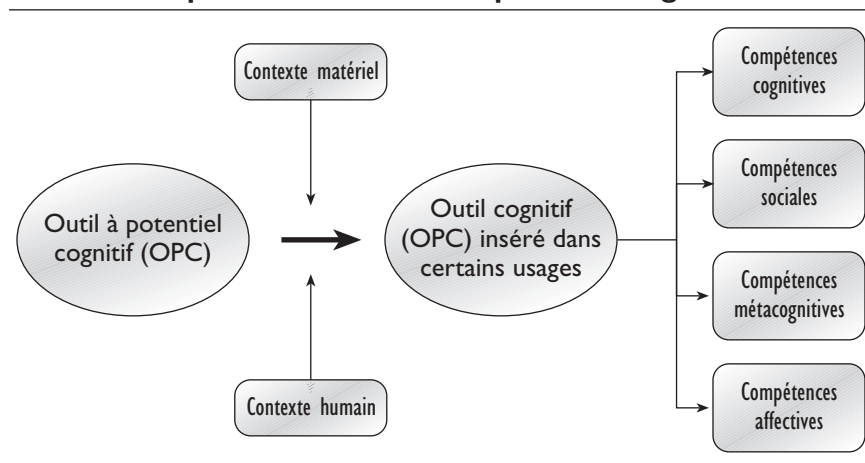 Contexte matériel
Outil à potentiel
cognitif (OPC)
Contexte humain
Outil cognitif
(OPC) inséré dans
certains usages
Compétences
cognitives
Compétences
sociales
Compétences
métacognitives
Compétences
affectives